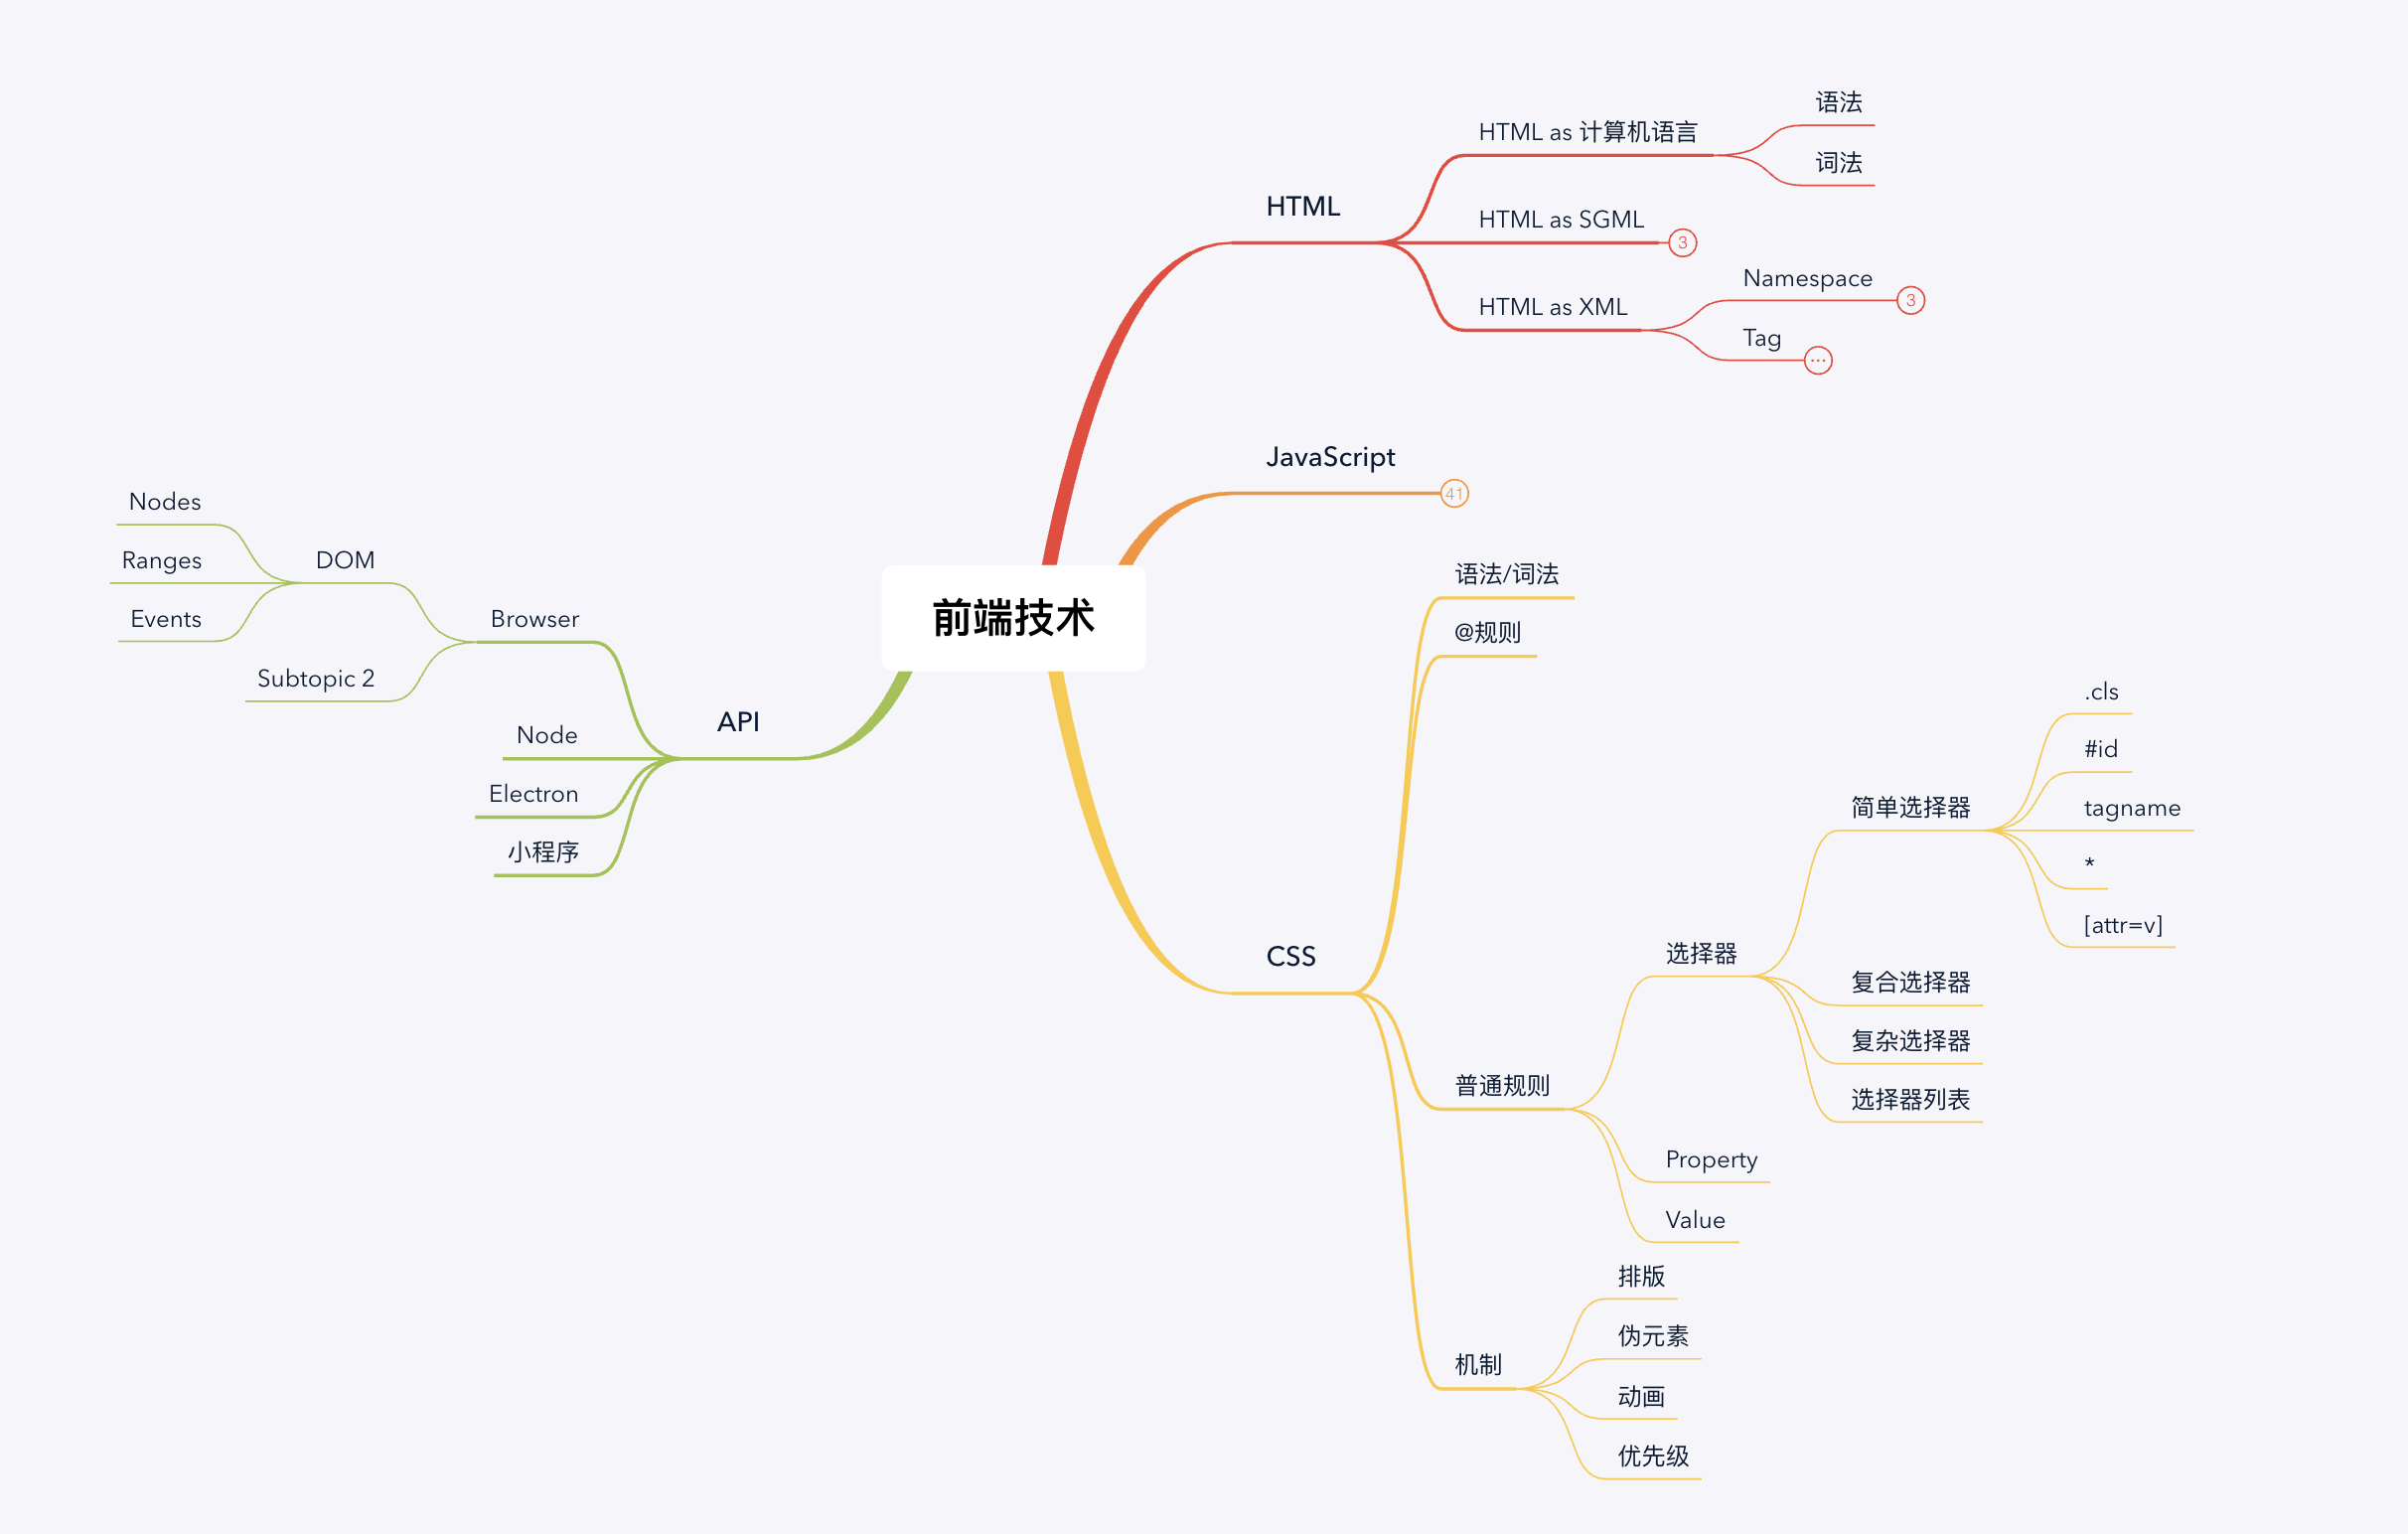 前端技术
HTML
HTML as 计算机语言
语法
词法
HTML as SGML
3
HTML as XML
Namespace
3
Tag
...
JavaScript
41
CSS
语法/词法
@规则
普通规则
选择器
简单选择器
.cls
#id
tagname
*
[attr=v]
复合选择器
复杂选择器
选择器列表
Property
Value
机制
排版
伪元素
动画
优先级
API
Browser
DOM
Nodes
Ranges
Events
Subtopic 2
Node
Electron
小程序